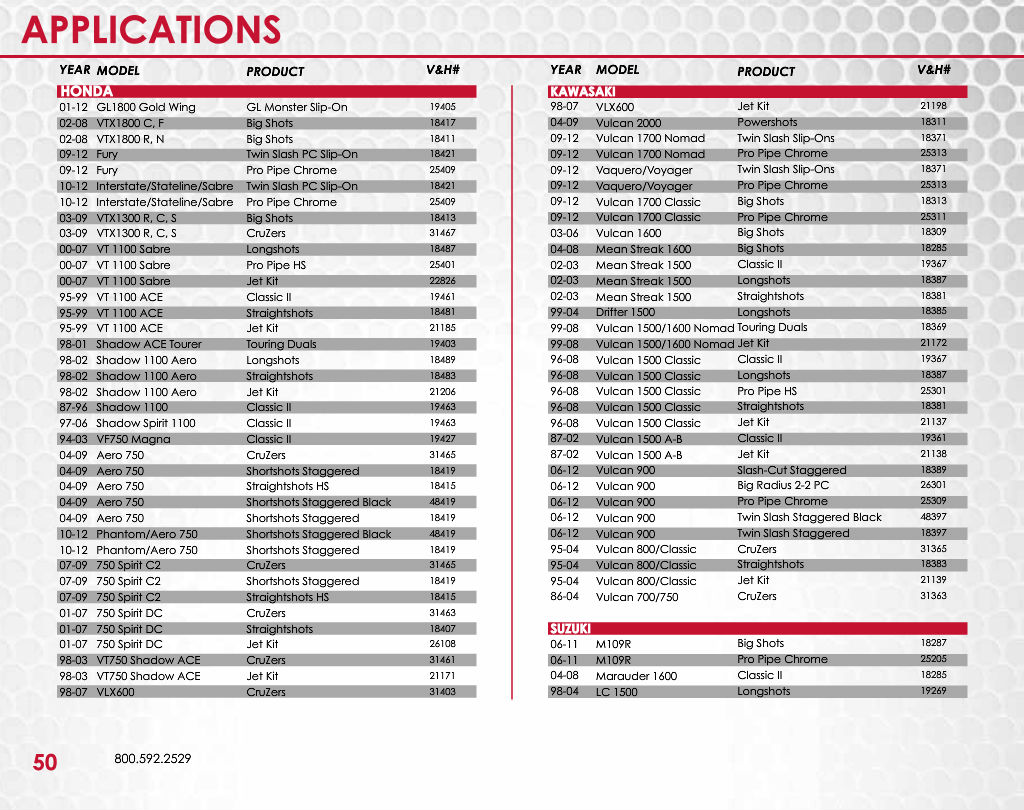 APPLICATIONS
YEAR MODEL PRODUCT V&H#
HONDA
01-12 GL1800 Gold Wing GL Monster Slip-On 19405
02-08 VTX1800 C, F Big Shots 18417
02-08 VTX1800 R, N Big Shots 18411
09-12 Fury Twin Slash PC Slip-On 18421
09-12 Fury Pro Pipe Chrome 25409
10-12 Interstate/Stateline/Sabre Twin Slash PC Slip-On 18421
10-12 Interstate/Stateline/Sabre Pro Pipe Chrome 25409
03-09 VTX1300 R, C, S Big Shots 18413
03-09 VTX1300 R, C, S CruZers 31467
00-07 VT 1100 Sabre Longshots 18487
00-07 VT 1100 Sabre Pro Pipe HS 25401
00-07 VT 1100 Sabre Jet Kit 22826
95-99 VT 1100 ACE Classic II 19461
95-99 VT 1100 ACE Straightshots 18481
95-99 VT 1100 ACE Jet Kit 21185
98-01 Shadow ACE Tourer Touring Duals 19403
98-02 Shadow 1100 Aero Longshots 18489
98-02 Shadow 1100 Aero Straightshots 18483
98-02 Shadow 1100 Aero Jet Kit 21206
87-96 Shadow 1100 Classic II 19463
97-06 Shadow Spirit 1100 Classic II 19463
94-03 VF750 Magna Classic II 19427
04-09 Aero 750 CruZers 31465
04-09 Aero 750 Shortshots Staggered 18419
04-09 Aero 750 Straightshots HS 18415
04-09 Aero 750 Shortshots Staggered Black 48419
04-09 Aero 750 Shortshots Staggered 18419
10-12 Phantom/Aero 750 Shortshots Staggered Black 48419
10-12 Phantom/Aero 750 Shortshots Staggered 18419
07-09 750 Spirit C2 CruZers 31465
07-09 750 Spirit C2 Shortshots Staggered 18419
07-09 750 Spirit C2 Straightshots HS 18415
01-07 750 Spirit DC CruZers 31463
01-07 750 Spirit DC Straightshots 18407
01-07 750 Spirit DC Jet Kit 26108
98-03 VT750 Shadow ACE CruZers 31461
98-03 VT750 Shadow ACE Jet Kit 21171
98-07 VLX600 CruZers 31403
YEAR MODEL PRODUCT V&H#
KAWASAKI
98-07 VLX600 Jet Kit 21198
04-09 Vulcan 2000 Powershots 18311
09-12 Vulcan 1700 Nomad Twin Slash Slip-Ons 18371
09-12 Vulcan 1700 Nomad Pro Pipe Chrome 25313
09-12 Vaquero/Voyager Twin Slash Slip-Ons 18371
09-12 Vaquero/Voyager Pro Pipe Chrome 25313
09-12 Vulcan 1700 Classic Big Shots 18313
09-12 Vulcan 1700 Classic Pro Pipe Chrome 25311
03-06 Vulcan 1600 Big Shots 18309
04-08 Mean Streak 1600 Big Shots 18285
02-03 Mean Streak 1500 Classic II 19367
02-03 Mean Streak 1500 Longshots 18387
02-03 Mean Streak 1500 Straightshots 18381
99-04 Drifter 1500 Longshots 18385
99-08 Vulcan 1500/1600 Nomad Touring Duals 18369
99-08 Vulcan 1500/1600 Nomad Jet Kit 21172
96-08 Vulcan 1500 Classic Classic II 19367
96-08 Vulcan 1500 Classic Longshots 18387
96-08 Vulcan 1500 Classic Pro Pipe HS 25301
96-08 Vulcan 1500 Classic Straightshots 18381
96-08 Vulcan 1500 Classic Jet Kit 21137
87-02 Vulcan 1500 A-B Classic II 19361
87-02 Vulcan 1500 A-B Jet Kit 21138
06-12 Vulcan 900 Slash-Cut Staggered 18389
06-12 Vulcan 900 Big Radius 2-2 PC 26301
06-12 Vulcan 900 Pro Pipe Chrome 25309
06-12 Vulcan 900 Twin Slash Staggered Black 48397
06-12 Vulcan 900 Twin Slash Staggered 18397
95-04 Vulcan 800/Classic CruZers 31365
95-04 Vulcan 800/Classic Straightshots 18383
95-04 Vulcan 800/Classic Jet Kit 21139
86-04 Vulcan 700/750 CruZers 31363
SUZUKI
06-11 M109R Big Shots 18287
06-11 M109R Pro Pipe Chrome 25205
04-08 Marauder 1600 Classic II 18285
98-04 LC 1500 Longshots 19269
50 800.592.2529